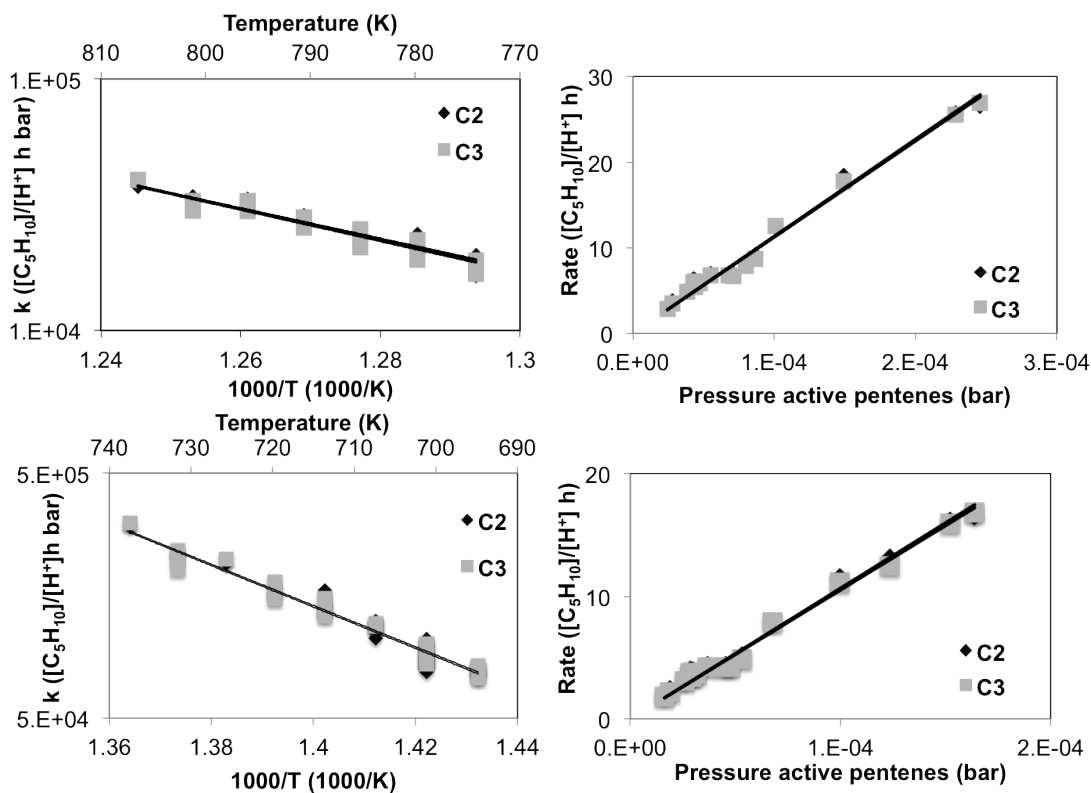 Temperature (K)
810 800 790 780 770
1.E+05
k ([C5H10]/[H+] h bar)
C2
C3
1.E+04
1.24 1.26 1.28 1.3
1000/T (1000/K)
30
20
10
0
Rate ([C5H10]/[H+] h)
C2
C3
0.E+00 1.E-04 2.E-04 3.E-04
Pressure active pentenes (bar)
Temperature (K)
740 730 720 710 700 690
5.E+05
k ([C5H10]/[H+]h bar)
C2
C3
5.E+04
1.36 1.38 1.4 1.42 1.44
1000/T (1000/K)
20
10
0
Rate ([C5H10]/[H+] h)
C2
C3
0.E+00 1.E-04 2.E-04
Pressure active pentenes (bar)